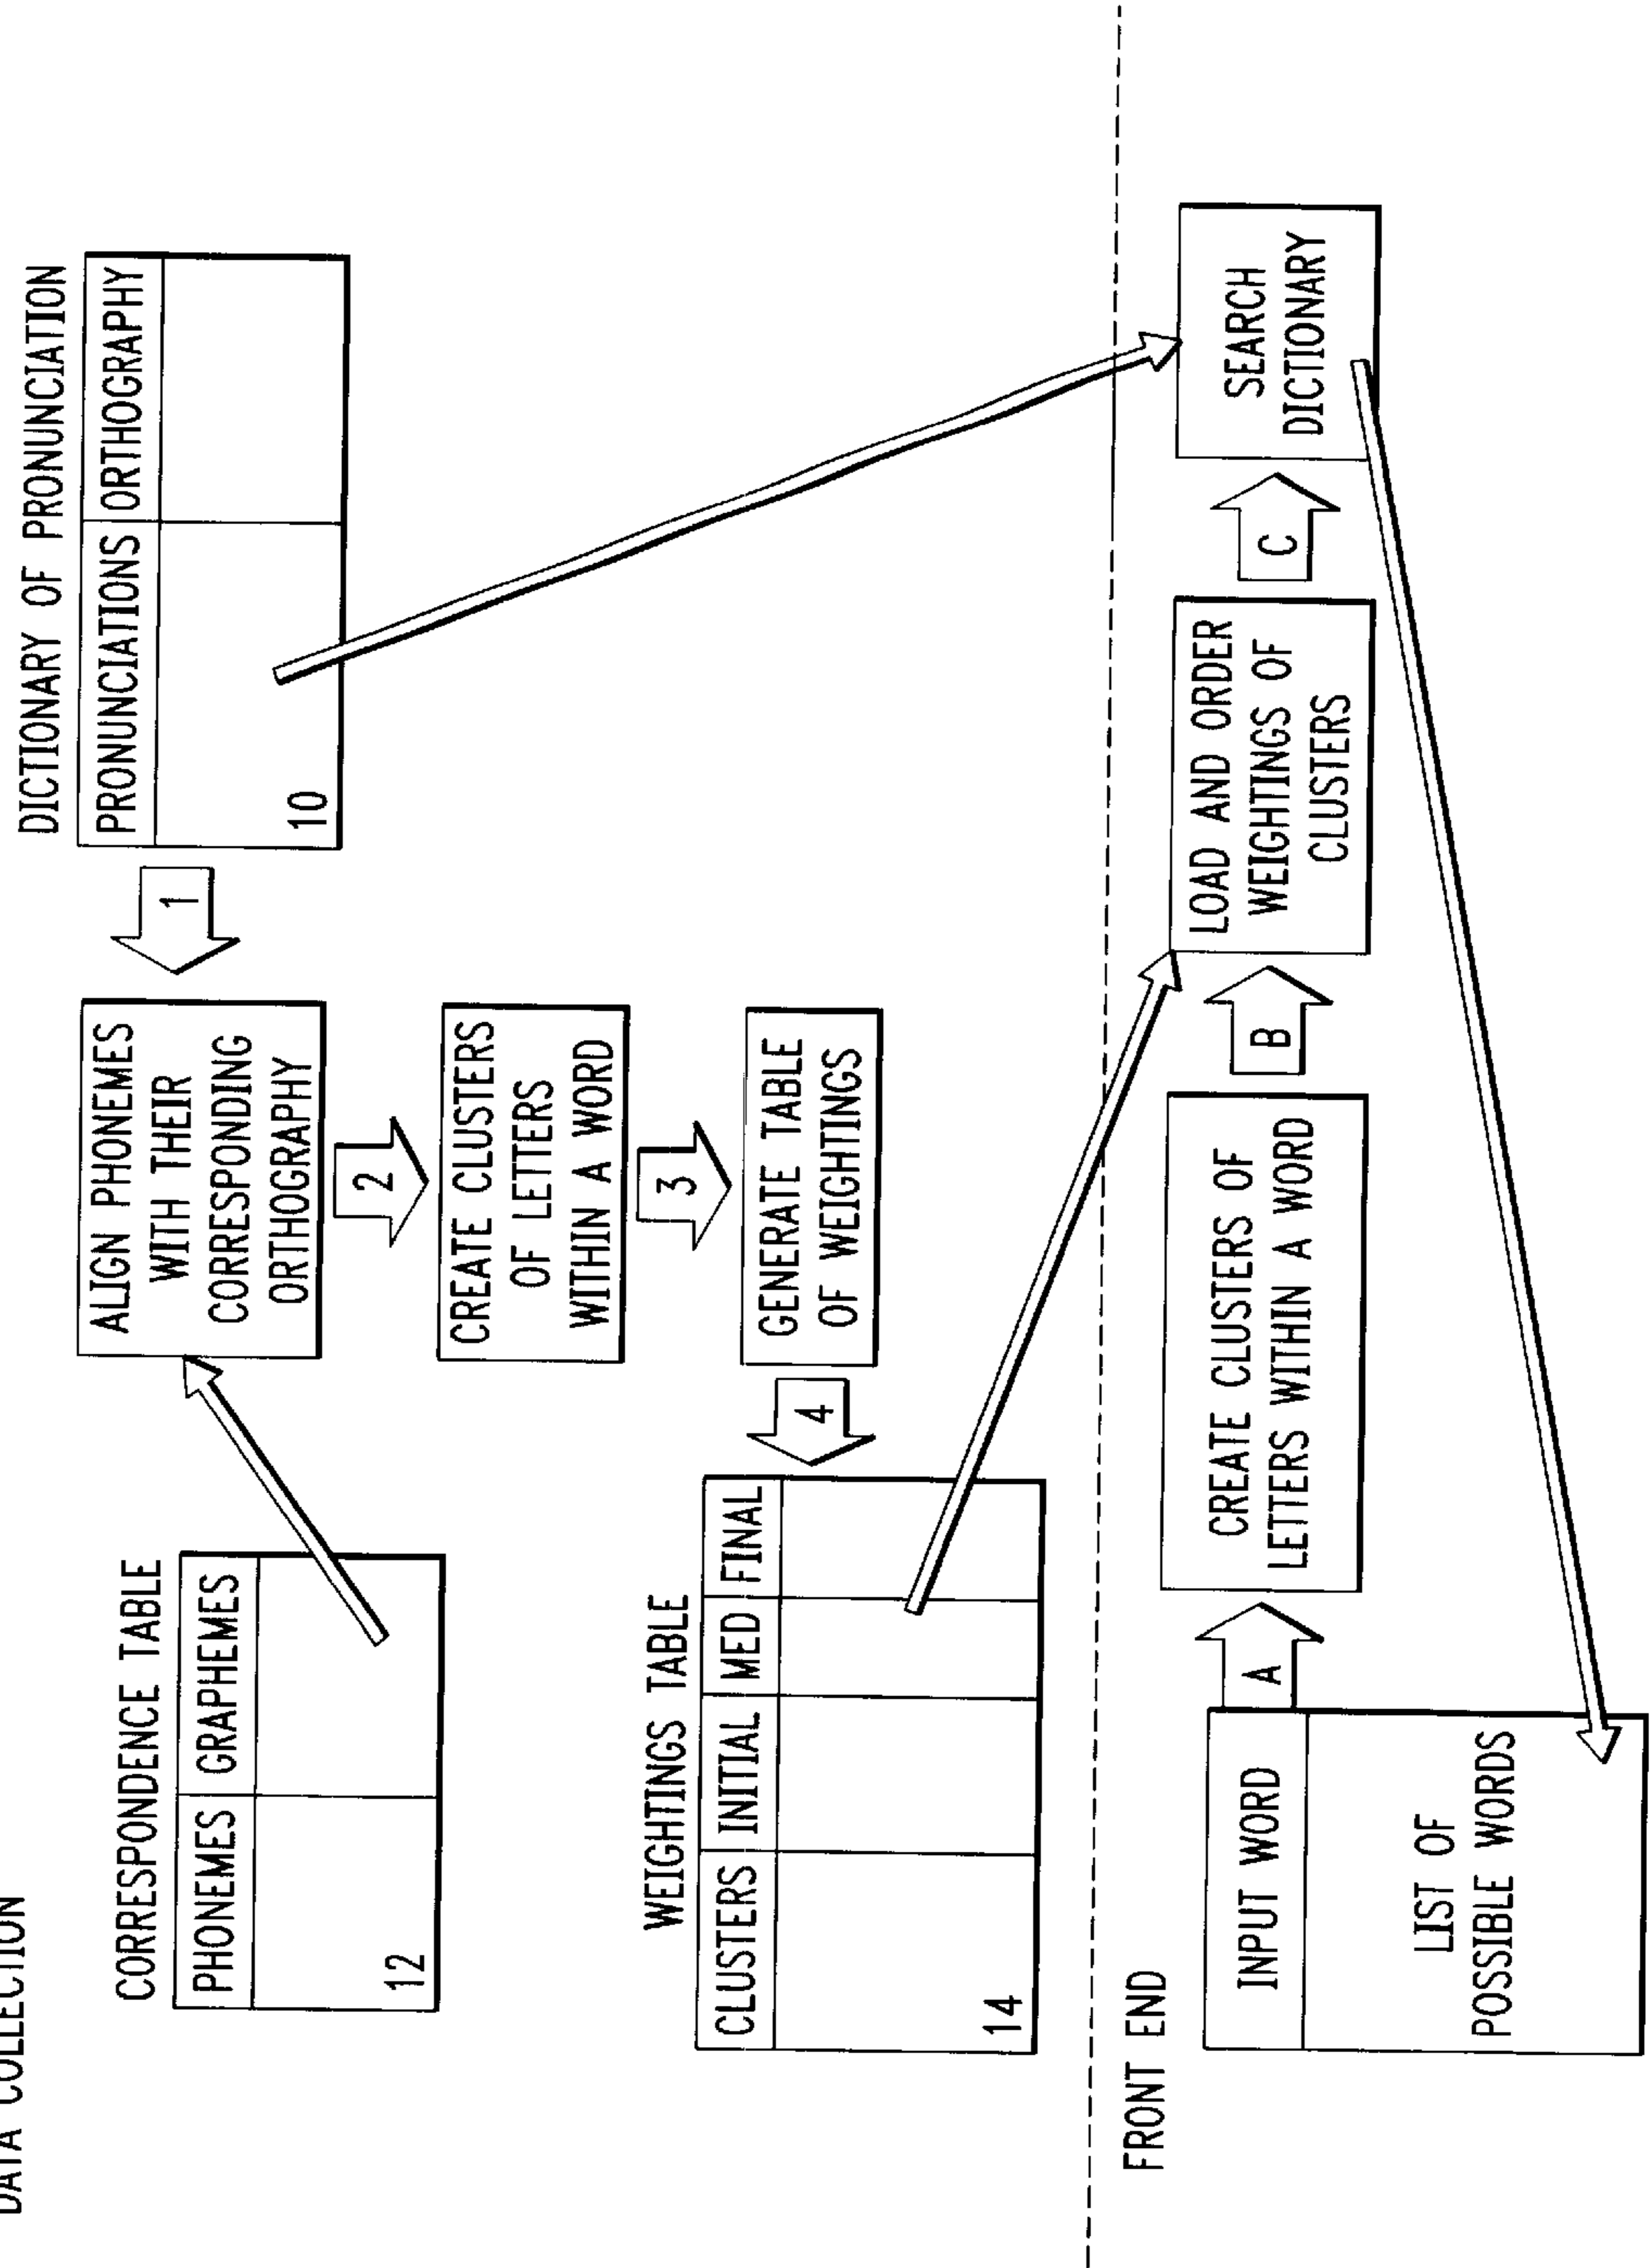 DATA COLLECTION
DICTIONARY OF PRONUNCIATION
PRONUNCIATIONS ORTHOGRAPHY
10
1
CORRESPONDENCE TABLE
PHONEMES GRAPHEMES
12
ALIGN PHONEMES
WITH THEIR
CORRESPONDING
ORTHOGRAPHY
2
CREATE CLUSTERS
OF LETTERS
WITHIN A WORD
3
GENERATE TABLE
OF WEIGHTINGS
4
WEIGHTINGS TABLE
CLUSTERS INITIAL MED FINAL
14
FRONT END
INPUT WORD
LIST OF
POSSIBLE WORDS
A
CREATE CLUSTERS OF
LETTERS WITHIN A WORD
B
LOAD AND ORDER
WEIGHTINGS OF
CLUSTERS
C
SEARCH
DICTIONARY